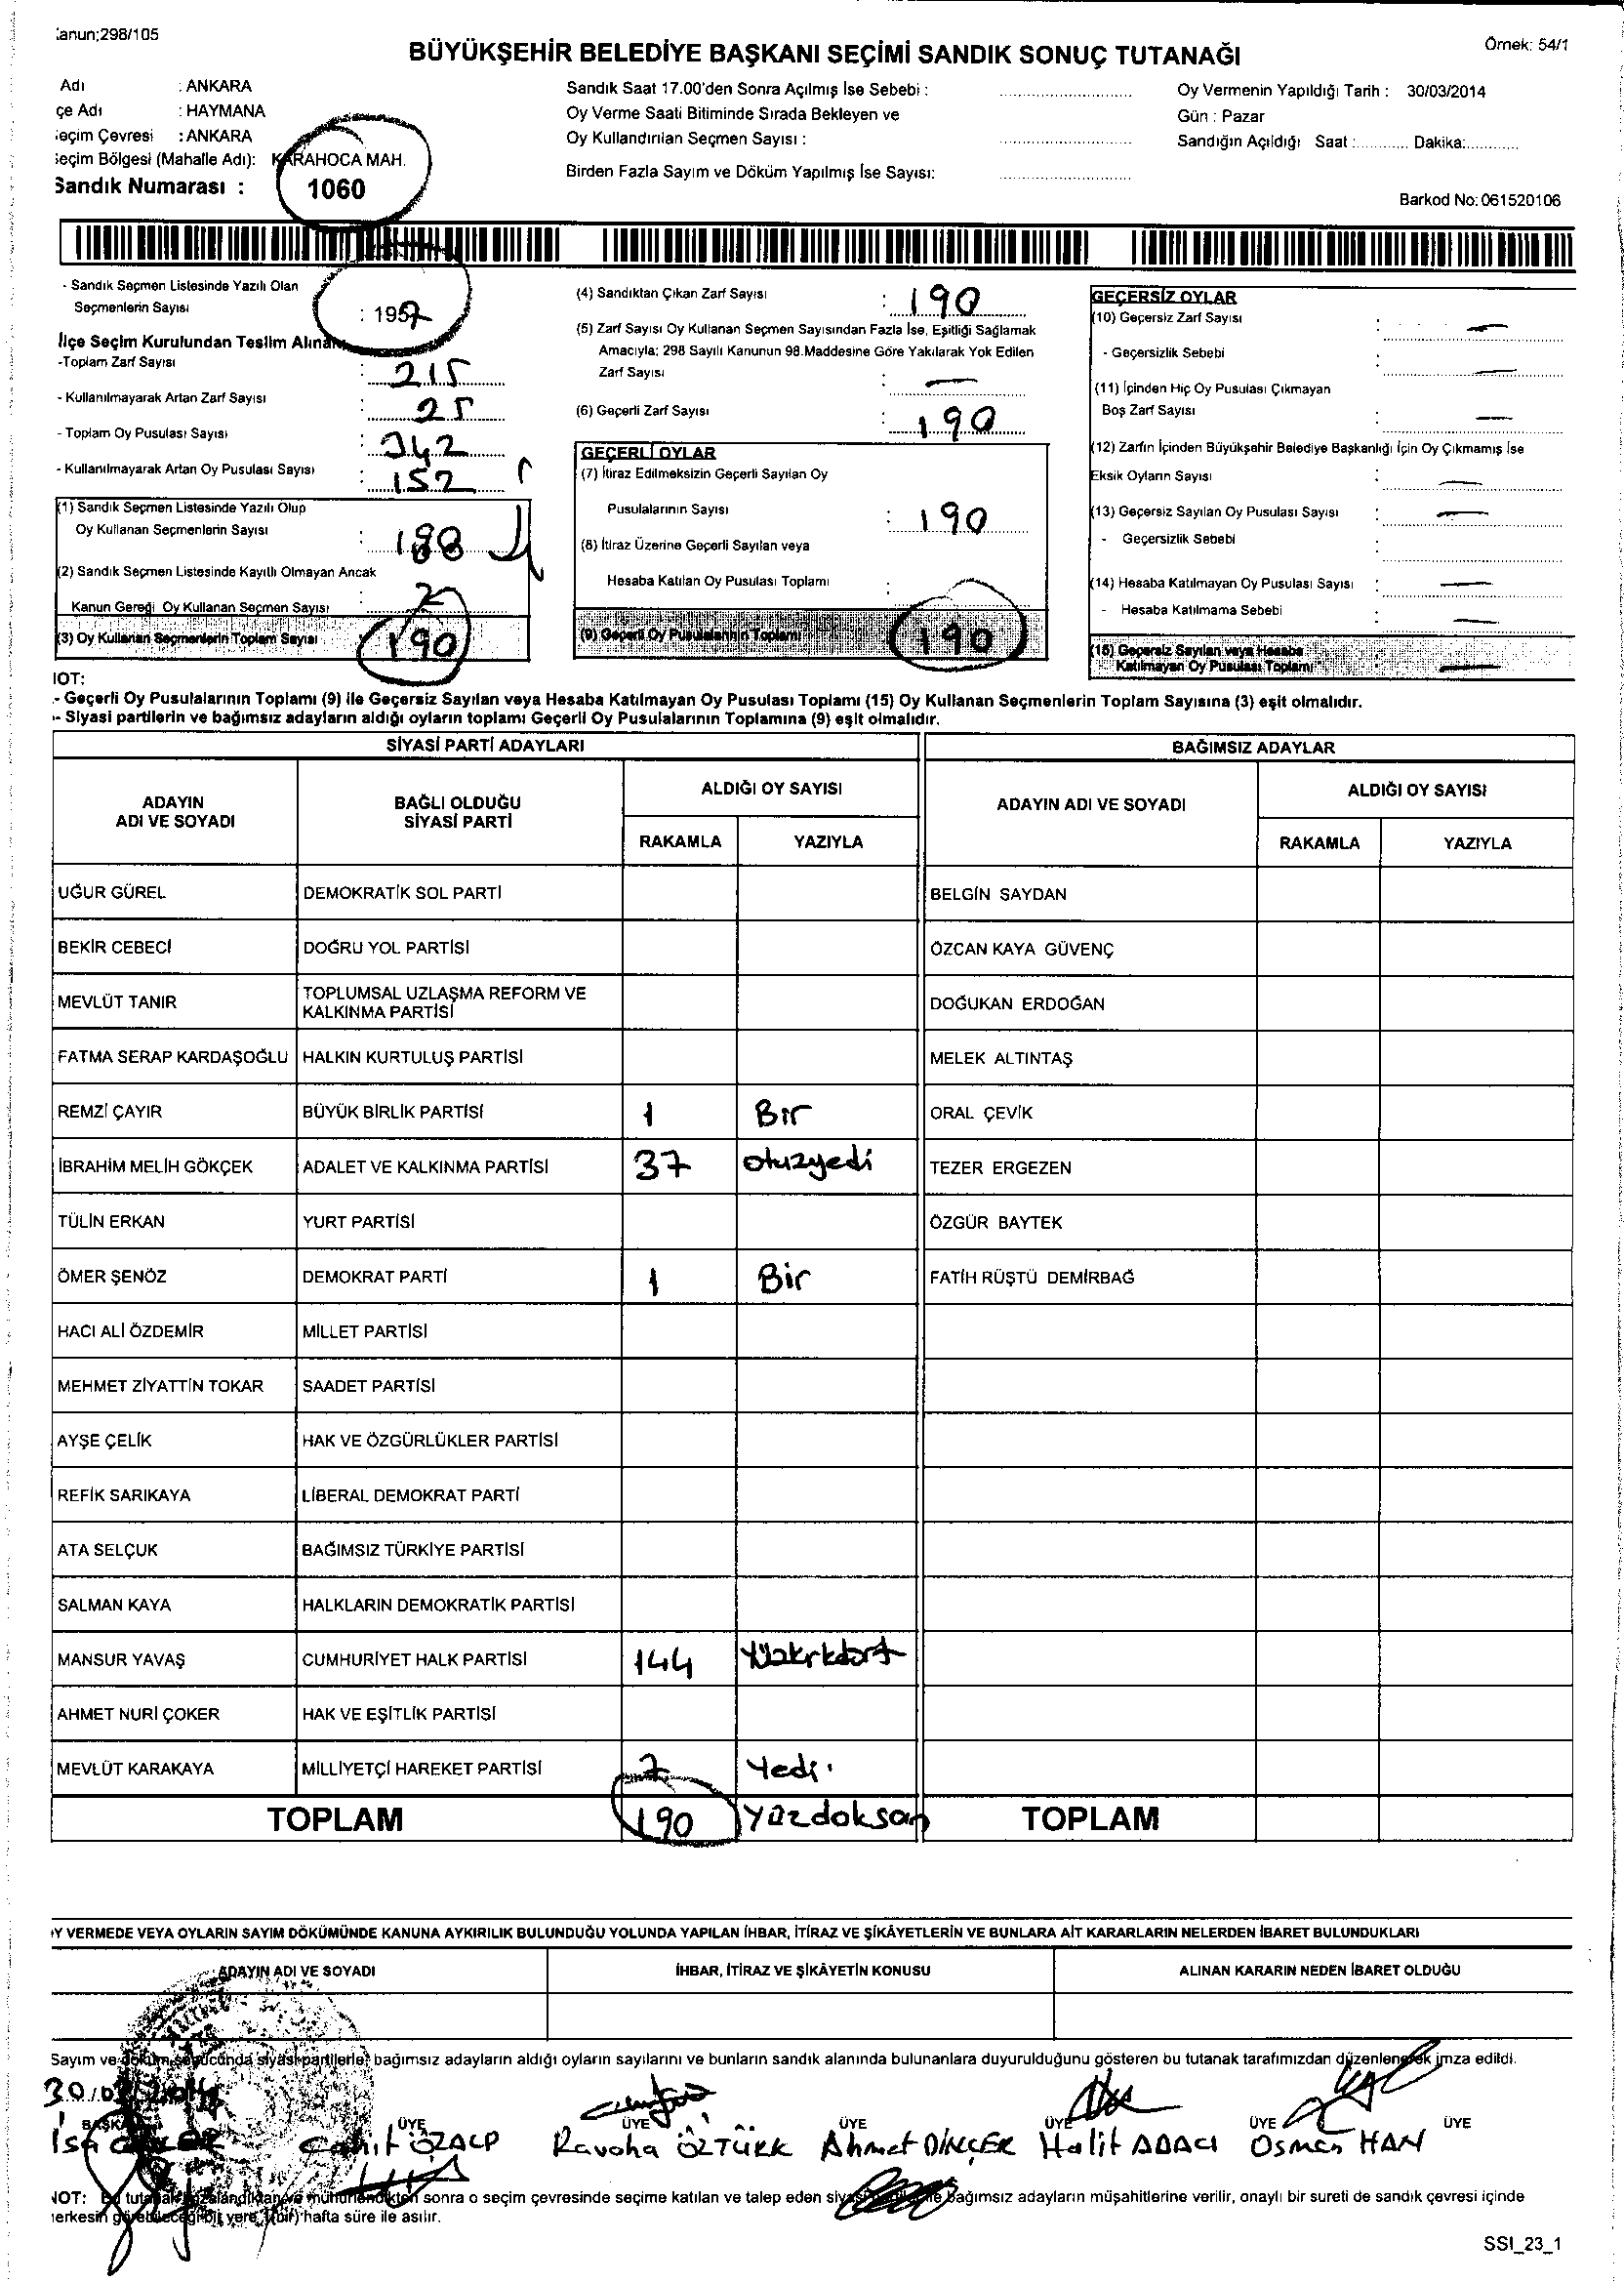 Kanun;298/105
Örnek: 54/1
BÜYÜKŞEHİR BELEDİYE BAŞKANI SEÇİMİ SANDIK SONUÇ TUTANAĞI
Adı : ANKARA
çe Adı : HAYMANA
eçim Çevresi : ANKARA
eçim Bölgesi (Mahalle Adı): KARAHOCA MAH.
Sandık Numarası : 1060
Sandık Saat 17.00'den Sonra Açılmış İse Sebebi :
Oy Verme Saati Bitiminde Sırada Bekleyen ve
Oy Kullandırılan Seçmen Sayısı :
Birden Fazla Sayım ve Döküm Yapılmış İse Sayısı:
Oy Vermenin Yapıldığı Tarih : 30/03/2014
Gün : Pazar
Sandığın Açıldığı Saat :............ Dakika:............
Barkod No: 061520106
- Sandık Seçmen Listesinde Yazılı Olan
Seçmenlerin Sayısı : 195
İlçe Seçim Kurulundan Teslim Alınan
-Toplam Zarf Sayısı : 215
- Kullanılmayarak Artan Zarf Sayısı : 25
- Toplam Oy Pusulası Sayısı : 342
- Kullanılmayarak Artan Oy Pusulası Sayısı : 152
(1) Sandık Seçmen Listesinde Yazılı Olup
Oy Kullanan Seçmenlerin Sayısı : 188
(2) Sandık Seçmen Listesinde Kayıtlı Olmayan Ancak
Kanun Gereği Oy Kullanan Seçmen Sayısı : 2
(3) Oy Kullanan Seçmenlerin Toplam Sayısı 190
(4) Sandıktan Çıkan Zarf Sayısı : 190
(5) Zarf Sayısı Oy Kullanan Seçmen Sayısından Fazla İse, Eşitliği Sağlamak
Amacıyla; 298 Sayılı Kanunun 98.Maddesine Göre Yakılarak Yok Edilen
Zarf Sayısı : —
(6) Geçerli Zarf Sayısı : 190
GEÇERLİ OYLAR
(7) İtiraz Edilmeksizin Geçerli Sayılan Oy
Pusulalarının Sayısı : 190
(8) İtiraz Üzerine Geçerli Sayılan veya
Hesaba Katılan Oy Pusulası Toplamı : —
(9) Geçerli Oy Pusulalarının Toplamı 190
GEÇERSİZ OYLAR
(10) Geçersiz Zarf Sayısı : —
- Geçersizlik Sebebi : —
(11) İçinden Hiç Oy Pusulası Çıkmayan
Boş Zarf Sayısı : —
(12) Zarfın İçinden Büyükşehir Belediye Başkanlığı İçin Oy Çıkmamış İse
Eksik Oyların Sayısı : —
(13) Geçersiz Sayılan Oy Pusulası Sayısı : —
- Geçersizlik Sebebi :
(14) Hesaba Katılmayan Oy Pusulası Sayısı : —
- Hesaba Katılmama Sebebi : —
(15) Geçersiz Sayılan veya Hesaba
Katılmayan Oy Pusulası Toplamı —
NOT:
- Geçerli Oy Pusulalarının Toplamı (9) ile Geçersiz Sayılan veya Hesaba Katılmayan Oy Pusulası Toplamı (15) Oy Kullanan Seçmenlerin Toplam Sayısına (3) eşit olmalıdır.
- Siyasi partilerin ve bağımsız adayların aldığı oyların toplamı Geçerli Oy Pusulalarının Toplamına (9) eşit olmalıdır.
SİYASİ PARTİ ADAYLARI BAĞIMSIZ ADAYLAR
ADAYIN ADI VE SOYADI BAĞLI OLDUĞU SİYASİ PARTİ ALDIĞI OY SAYISI ADAYIN ADI VE SOYADI ALDIĞI OY SAYISI
RAKAMLA YAZIYLA RAKAMLA YAZIYLA
UĞUR GÜREL DEMOKRATİK SOL PARTİ BELGİN SAYDAN
BEKİR CEBECİ DOĞRU YOL PARTİSİ ÖZCAN KAYA GÜVENÇ
MEVLÜT TANIR TOPLUMSAL UZLAŞMA REFORM VE KALKINMA PARTİSİ DOĞUKAN ERDOĞAN
FATMA SERAP KARDAŞOĞLU HALKIN KURTULUŞ PARTİSİ MELEK ALTINTAŞ
REMZİ ÇAYIR BÜYÜK BİRLİK PARTİSİ 1 Bir ORAL ÇEVİK
İBRAHİM MELİH GÖKÇEK ADALET VE KALKINMA PARTİSİ 37 otuzyedi TEZER ERGEZEN
TÜLİN ERKAN YURT PARTİSİ ÖZGÜR BAYTEK
ÖMER ŞENÖZ DEMOKRAT PARTİ 1 Bir FATİH RÜŞTÜ DEMİRBAĞ
HACI ALİ ÖZDEMİR MİLLET PARTİSİ
MEHMET ZİYATTİN TOKAR SAADET PARTİSİ
AYŞE ÇELİK HAK VE ÖZGÜRLÜKLER PARTİSİ
REFİK SARIKAYA LİBERAL DEMOKRAT PARTİ
ATA SELÇUK BAĞIMSIZ TÜRKİYE PARTİSİ
SALMAN KAYA HALKLARIN DEMOKRATİK PARTİSİ
MANSUR YAVAŞ CUMHURİYET HALK PARTİSİ 144
AHMET NURİ ÇOKER HAK VE EŞİTLİK PARTİSİ
MEVLÜT KARAKAYA MİLLİYETÇİ HAREKET PARTİSİ 7 Yedi
TOPLAM 190 Yüzdoksan TOPLAM
OY VERMEDE VEYA OYLARIN SAYIM DÖKÜMÜNDE KANUNA AYKIRILIK BULUNDUĞU YOLUNDA YAPILAN İHBAR, İTİRAZ VE ŞİKÂYETLERİN VE BUNLARA AİT KARARLARIN NELERDEN İBARET BULUNDUKLARI
ADAYIN ADI VE SOYADI İHBAR, İTİRAZ VE ŞİKÂYETİN KONUSU ALINAN KARARIN NEDEN İBARET OLDUĞU
Sayım ve döküm sonucunda siyasi partilerle bağımsız adayların aldığı oyların sayılarını ve bunların sandık alanında bulunanlara duyurulduğunu gösteren bu tutanak tarafımızdan düzenlenerek imza edildi.
30/03/2014
BAŞKAN ÜYE ÜYE ÜYE ÜYE ÜYE ÜYE
İsa Cahit ÖZALP Ravaha ÖZTÜRK Ahmet DİNÇER Halit ADACI Osman HAN
NOT: Bu tutanak imzalandıktan ve mühürlendikten sonra o seçim çevresinde seçime katılan ve talep eden siyasi parti ile bağımsız adayların müşahitlerine verilir, onaylı bir sureti de sandık çevresi içinde
herkesin görebileceği bir yere 1(bir) hafta süre ile asılır.
SSI_23_1